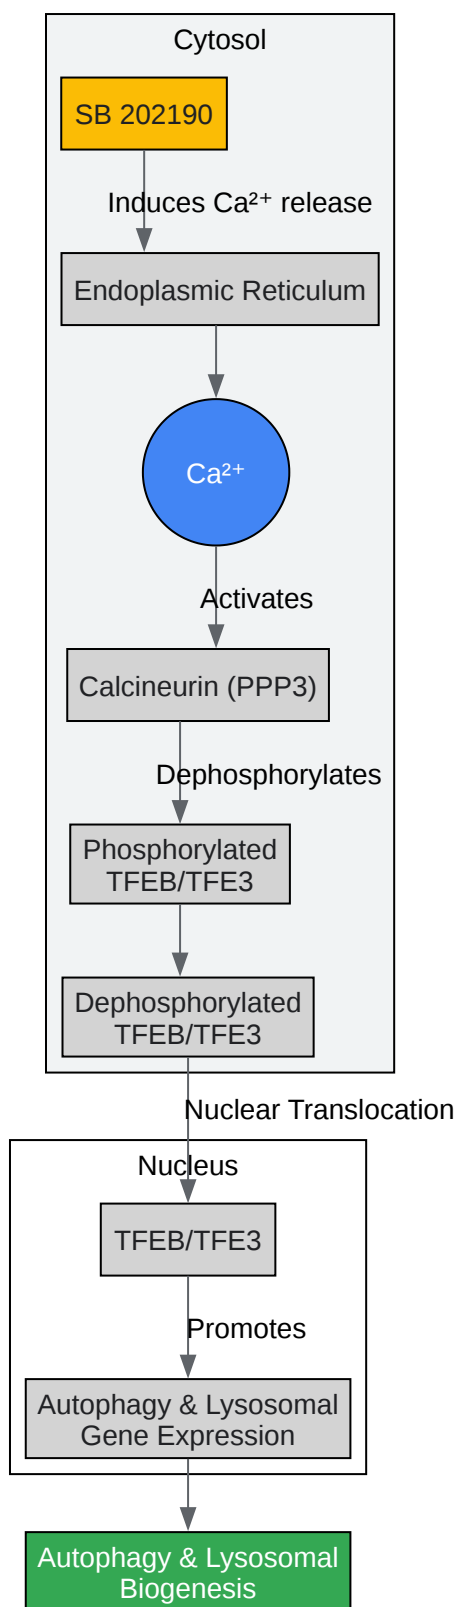 Cytosol
SB 202190
Induces Ca²⁺ release
Endoplasmic Reticulum
Ca²⁺
Activates
Calcineurin (PPP3)
Dephosphorylates
Phosphorylated
TFEB/TFE3
Dephosphorylated
TFEB/TFE3
Nuclear Translocation
Nucleus
TFEB/TFE3
Promotes
Autophagy & Lysosomal
Gene Expression
Autophagy & Lysosomal
Biogenesis